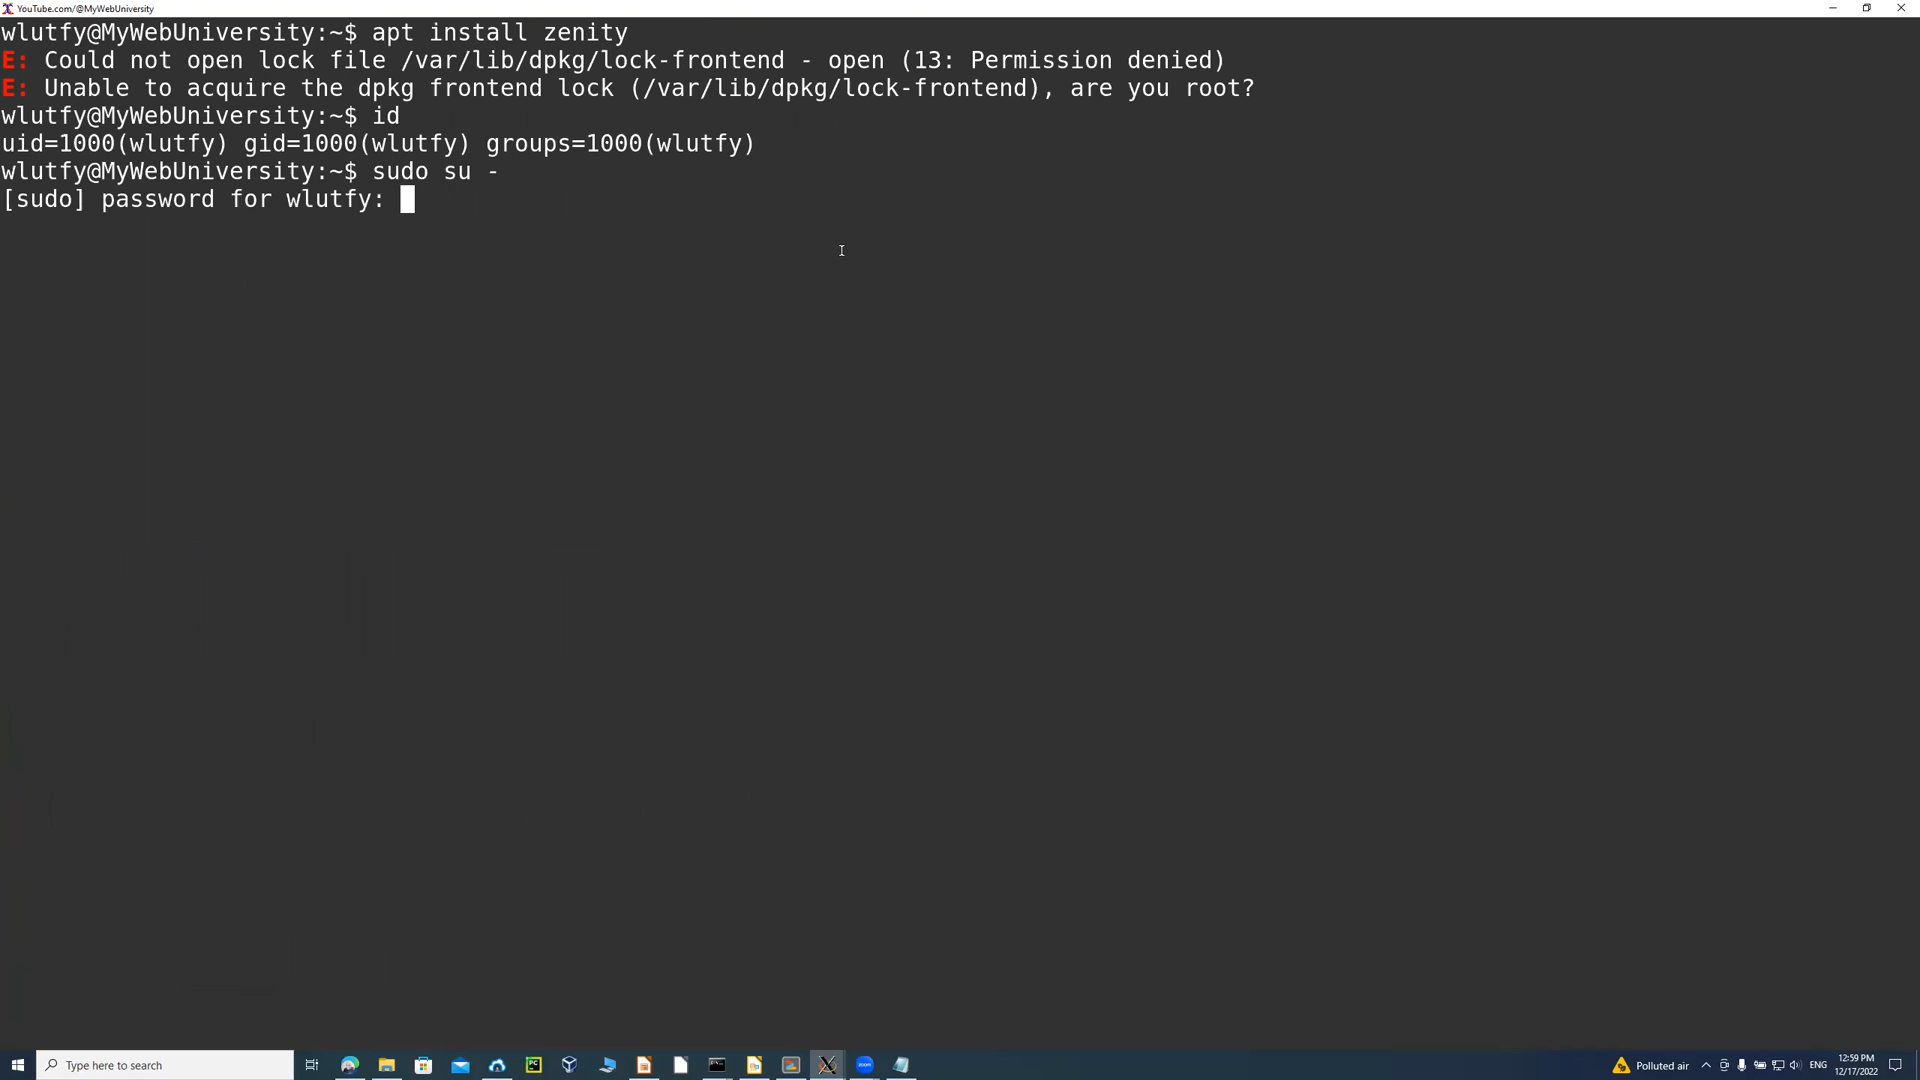 YouTube.com/@MyWebUniversity
wlutfy@MyWebUniversity:~$ apt install zenity
E: Could not open lock file /var/lib/dpkg/lock-frontend - open (13: Permission denied)
E: Unable to acquire the dpkg frontend lock (/var/lib/dpkg/lock-frontend), are you root?
wlutfy@MyWebUniversity:~$ id
uid=1000(wlutfy) gid=1000(wlutfy) groups=1000(wlutfy)
wlutfy@MyWebUniversity:~$ sudo su -
[sudo] password for wlutfy:
Type here to search
PC
zoom
Polluted air
ENG
12:59 PM
12/17/2022